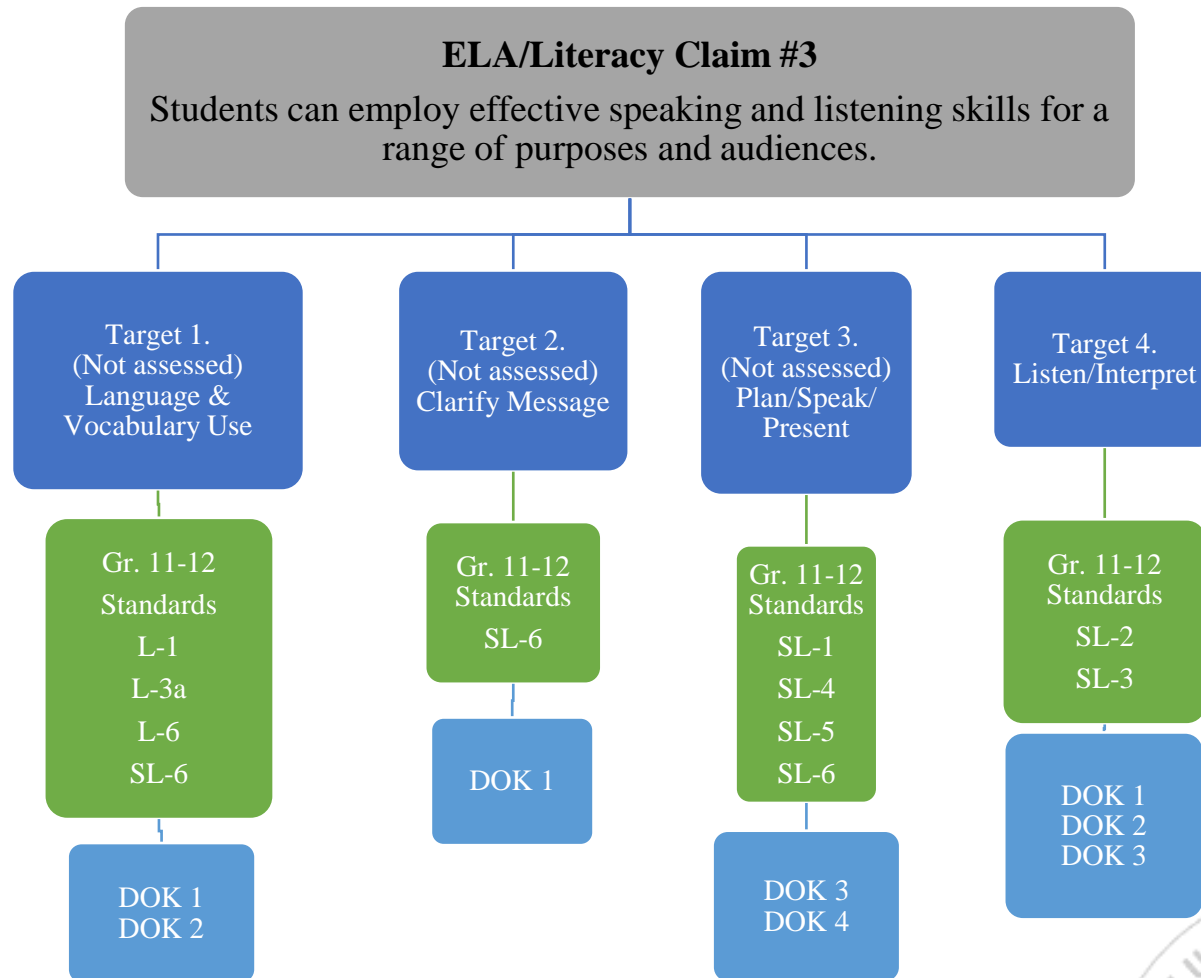 ELA/Literacy Claim #3
Students can employ effective speaking and listening skills for a
range of purposes and audiences.
Target 1.
(Not assessed)
Language &
Vocabulary Use
Gr. 11-12
Standards
L-1
L-3a
L-6
SL-6
DOK 1
DOK 2
Target 2.
(Not assessed)
Clarify Message
Gr. 11-12
Standards
SL-6
DOK 1
Target 3.
(Not assessed)
Plan/Speak/
Present
Gr. 11-12
Standards
SL-1
SL-4
SL-5
SL-6
DOK 3
DOK 4
Target 4.
Listen/Interpret
Gr. 11-12
Standards
SL-2
SL-3
DOK 1
DOK 2
DOK 3